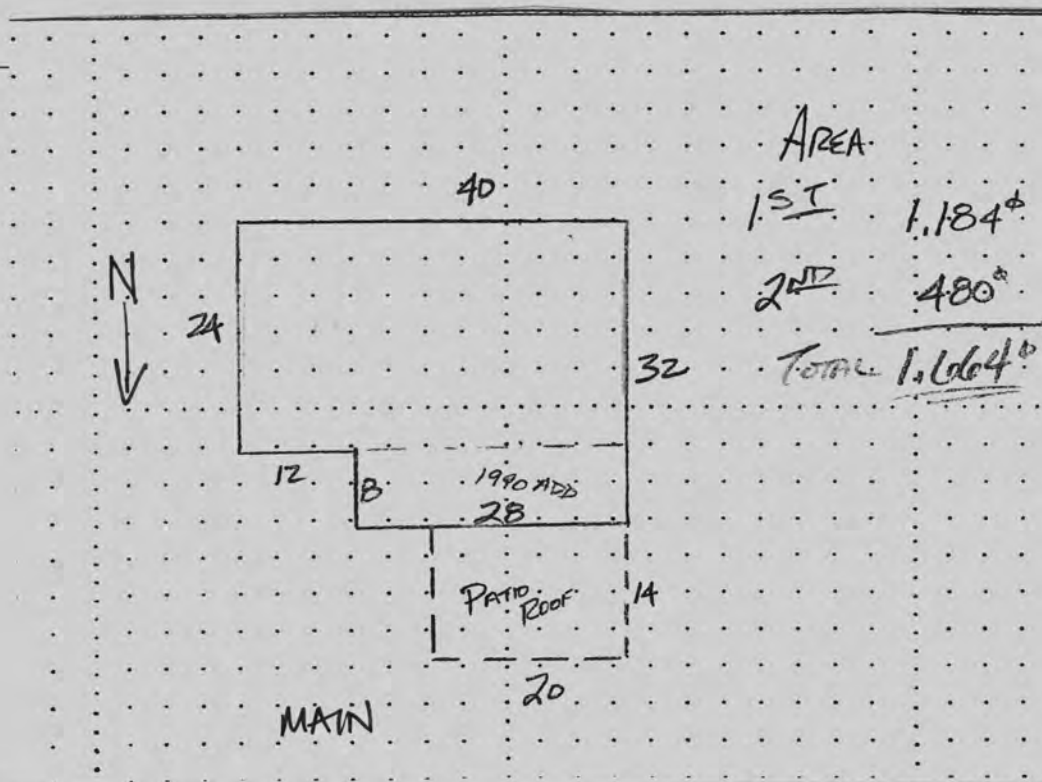 AREA
40
1ST 1,184⌀
N
2ND 480⌀
24
32
TOTAL 1,664⌀
12
8
1990 ADD
28
PATIO
ROOF
14
20
MAIN